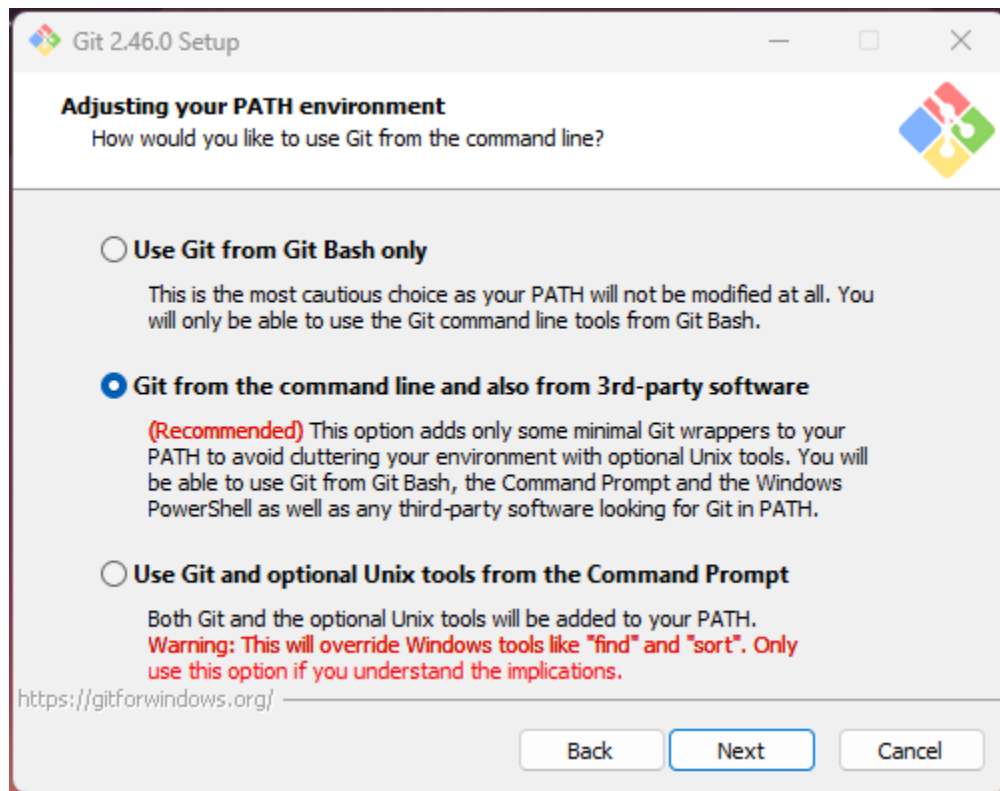 Git 2.46.0 Setup
Adjusting your PATH environment
How would you like to use Git from the command line?
Use Git from Git Bash only
This is the most cautious choice as your PATH will not be modified at all. You
will only be able to use the Git command line tools from Git Bash.
Git from the command line and also from 3rd-party software
(Recommended) This option adds only some minimal Git wrappers to your
PATH to avoid cluttering your environment with optional Unix tools. You will
be able to use Git from Git Bash, the Command Prompt and the Windows
PowerShell as well as any third-party software looking for Git in PATH.
Use Git and optional Unix tools from the Command Prompt
Both Git and the optional Unix tools will be added to your PATH.
Warning: This will override Windows tools like "find" and "sort". Only
use this option if you understand the implications.
https://gitforwindows.org/
Back Next Cancel